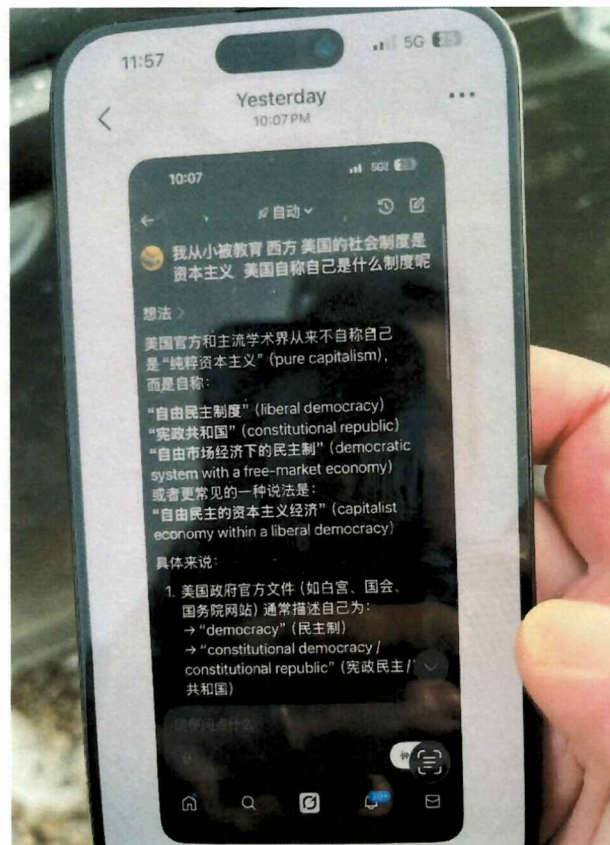 11:57
5G 25
Yesterday
10:07 PM
10:07
自动
我从小被教育 西方 美国的社会制度是
资本主义 美国自称自己是什么制度呢
想法
美国官方和主流学术界从来不自称自己
是“纯粹资本主义”（pure capitalism），
而是自称：
“自由民主制度”（liberal democracy）
“宪政共和国”（constitutional republic）
“自由市场经济下的民主制”（democratic
system with a free-market economy）
或者更常见的一种说法是：
“自由民主的资本主义经济”（capitalist
economy within a liberal democracy）
具体来说：
1. 美国政府官方文件（如白宫、国会、
国务院网站）通常描述自己为：
→ “democracy”（民主制）
→ “constitutional democracy /
constitutional republic”（宪政民主/
共和国）
随便问点什么
20+